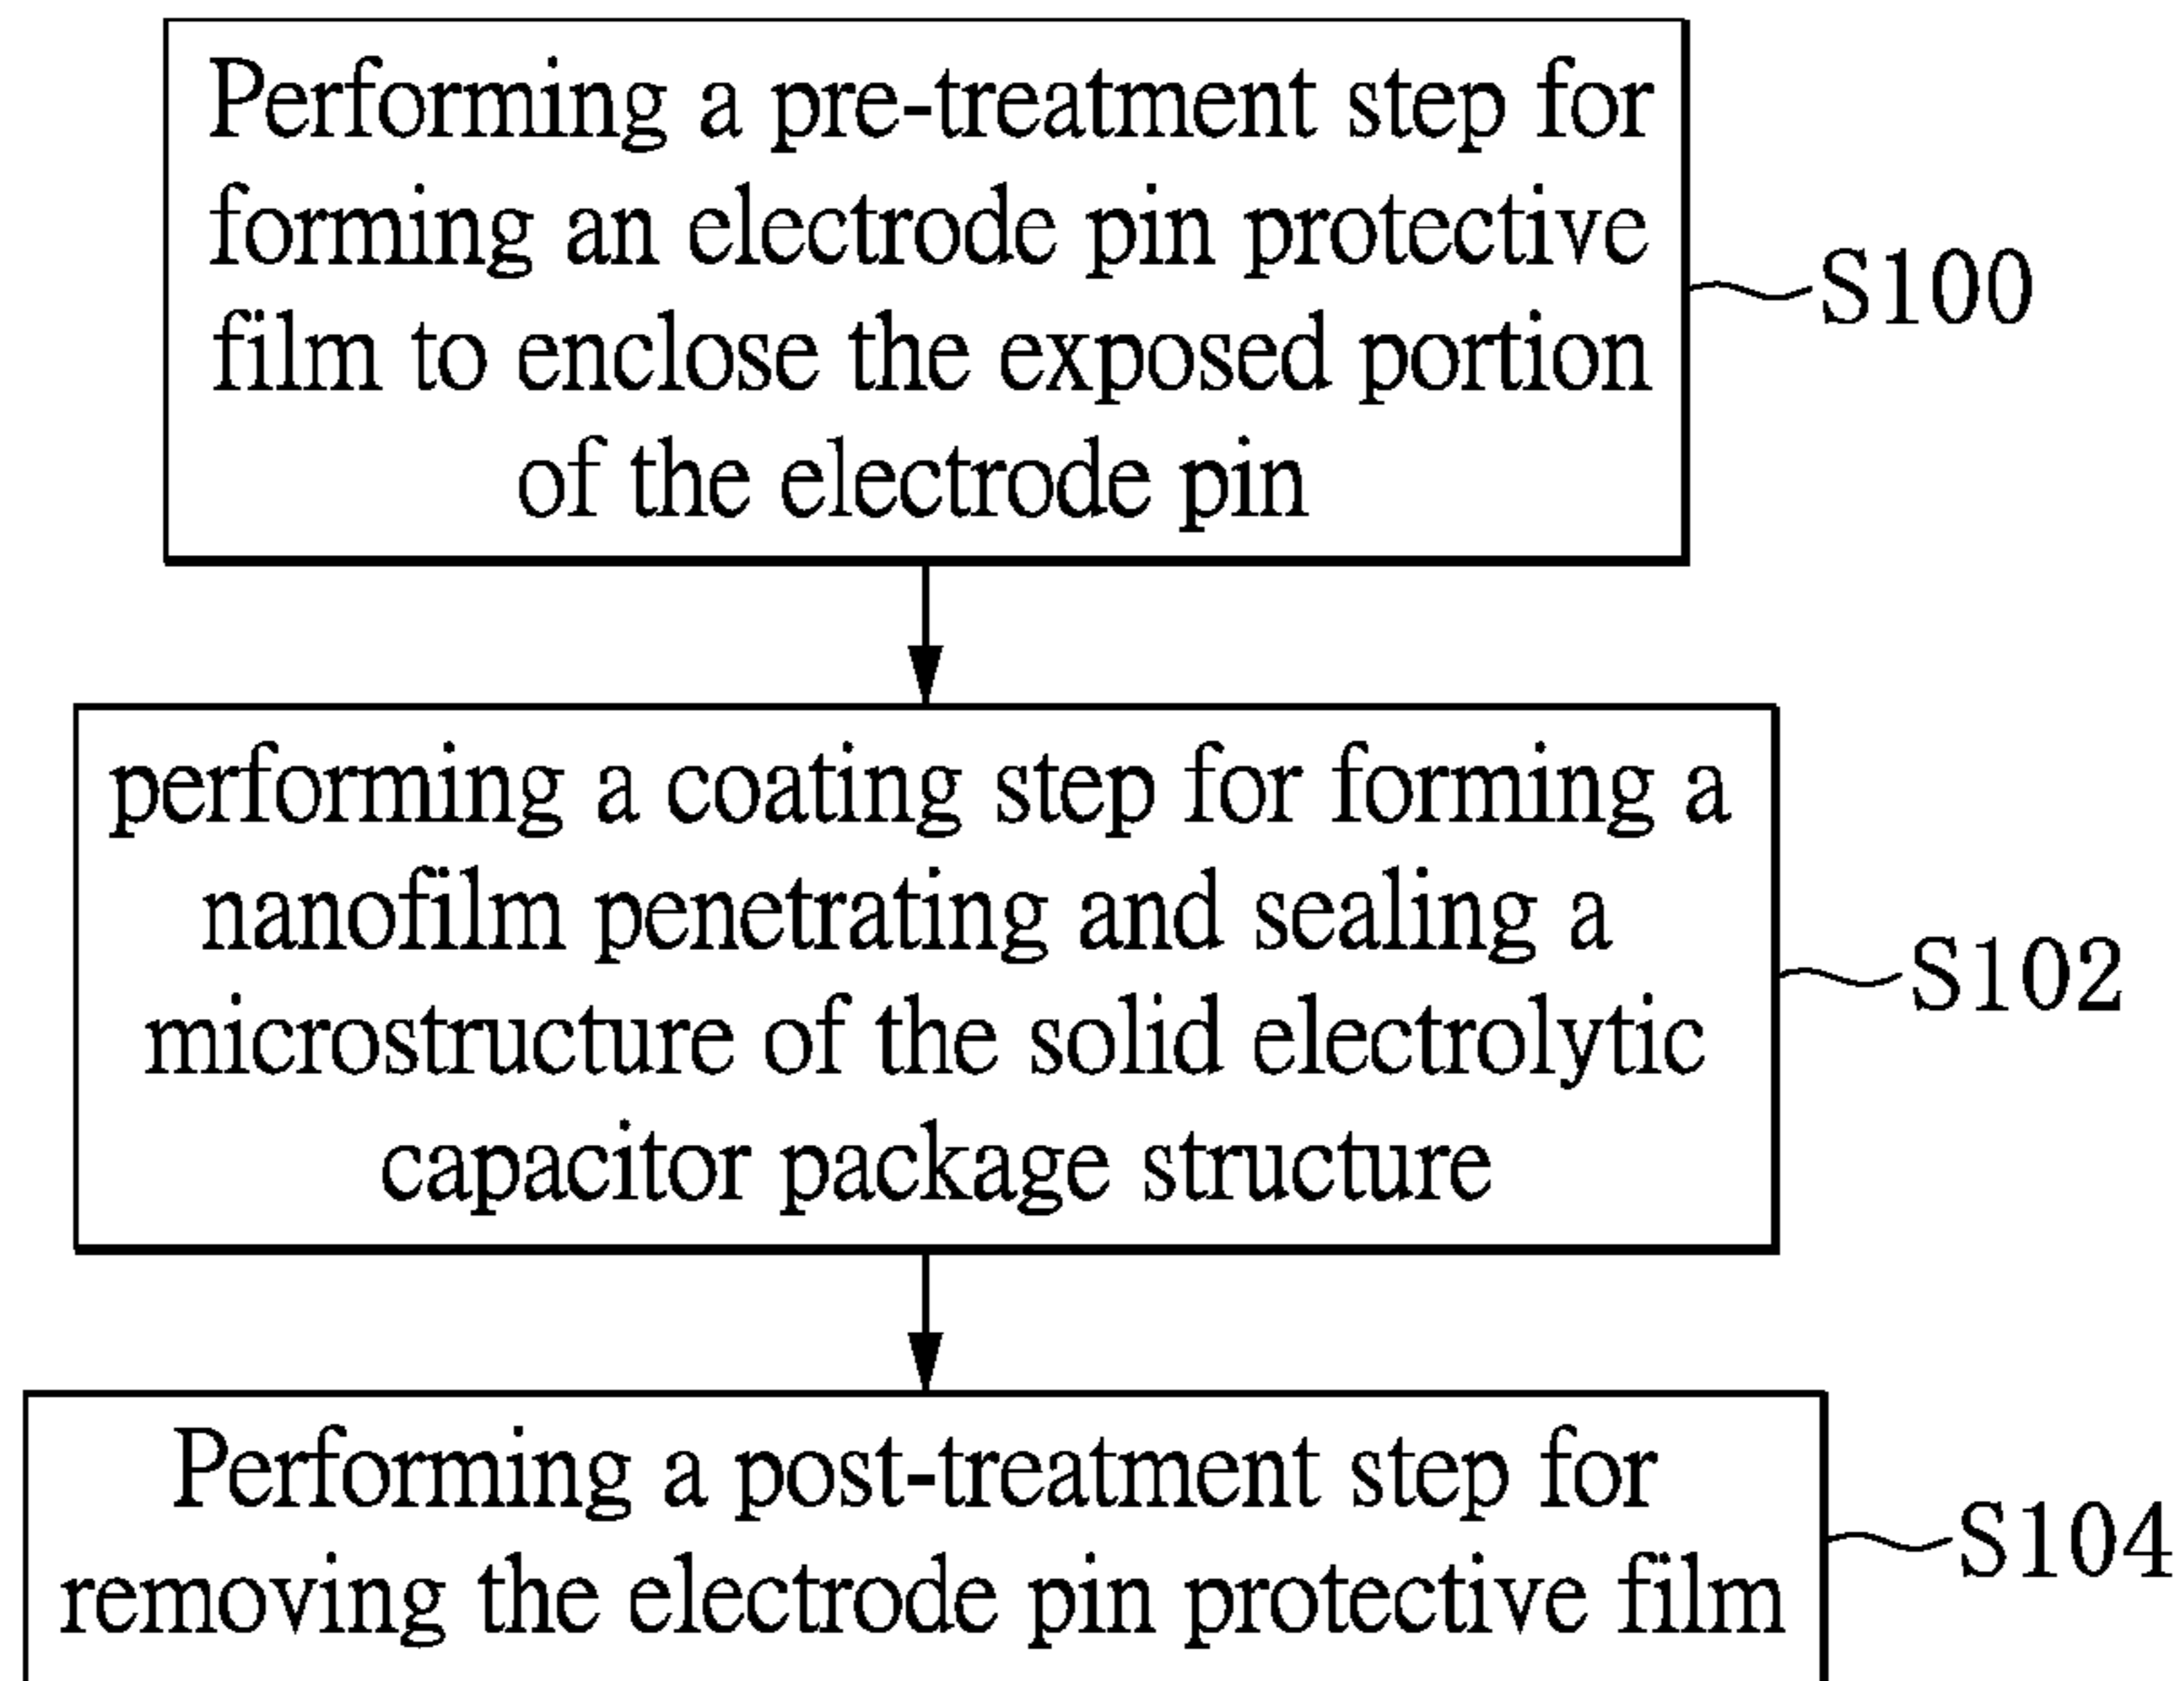 Performing a pre-treatment step for
forming an electrode pin protective
film to enclose the exposed portion
of the electrode pin
S100
performing a coating step for forming a
nanofilm penetrating and sealing a
microstructure of the solid electrolytic
capacitor package structure
S102
Performing a post-treatment step for
removing the electrode pin protective film
S104